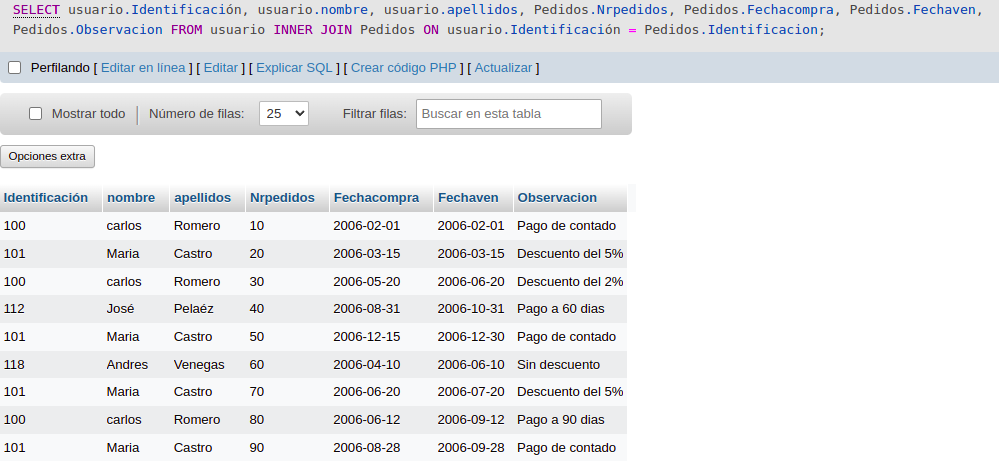 SELECT usuario.Identificación, usuario.nombre, usuario.apellidos, Pedidos.Nrpedidos, Pedidos.Fechacompra, Pedidos.Fechaven,
Pedidos.Observacion FROM usuario INNER JOIN Pedidos ON usuario.Identificación = Pedidos.Identificacion;
Perfilando [ Editar en línea ] [ Editar ] [ Explicar SQL ] [ Crear código PHP ] [ Actualizar ]
Mostrar todo | Número de filas: 25 Filtrar filas: Buscar en esta tabla
Opciones extra
Identificación nombre apellidos Nrpedidos Fechacompra Fechaven Observacion
100 carlos Romero 10 2006-02-01 2006-02-01 Pago de contado
101 Maria Castro 20 2006-03-15 2006-03-15 Descuento del 5%
100 carlos Romero 30 2006-05-20 2006-06-20 Descuento del 2%
112 José Pelaéz 40 2006-08-31 2006-10-31 Pago a 60 dias
101 Maria Castro 50 2006-12-15 2006-12-30 Pago de contado
118 Andres Venegas 60 2006-04-10 2006-06-10 Sin descuento
101 Maria Castro 70 2006-06-20 2006-07-20 Descuento del 5%
100 carlos Romero 80 2006-06-12 2006-09-12 Pago a 90 dias
101 Maria Castro 90 2006-08-28 2006-09-28 Pago de contado